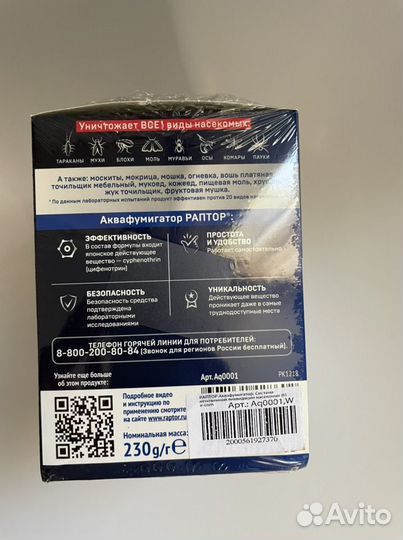 Уничтожает ВСЕ! виды насекомых:
ТАРАКАНЫ МУХИ БЛОХИ МОЛЬ МУРАВЬИ ОСЫ КОМАРЫ ПАУКИ
А также: москиты, мокрица, мошка, огневка, вошь платяная
точильщик мебельный, муковед, кожеед, пищевая моль,
жук точильщик, фруктовая мушка.
* По данным лабораторных испытаний продукт эффективен против 20 видов
Аквафумигатор РАПТОР®:
ЭФФЕКТИВНОСТЬ
В состав формулы входит
японское действующее
вещество — cyphenothrin
(цифенотрин)
ПРОСТОТА
И УДОБСТВО
Работает самостоятельно
БЕЗОПАСНОСТЬ
Безопасность средства
подтверждена
лабораторными
исследованиями
УНИКАЛЬНОСТЬ
Действующее вещество
проникает даже в самые
труднодоступные места
ТЕЛЕФОН ГОРЯЧЕЙ ЛИНИИ ДЛЯ ПОТРЕБИТЕЛЕЙ:
8-800-200-80-84 (Звонок для регионов России бесплатный).
Узнайте еще больше
об этом продукте:
Арт.Aq0001
PK1218
Подробное видео
и инструкцию по
применению смотрите
на www.raptor.ru
Номинальная масса:
230g/г℮
РАПТОР Аквафумигатор. Система
Арт.: Aq0001,W
2000561927370
Avito